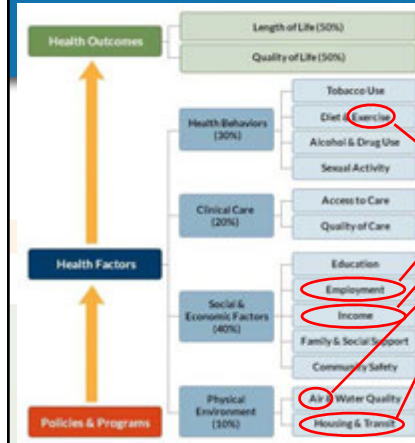 Health Outcomes
Length of Life (50%)
Quality of Life (50%)
Health Behaviors
(30%)
Tobacco Use
Diet & Exercise
Alcohol & Drug Use
Sexual Activity
Clinical Care
(20%)
Access to Care
Quality of Care
Health Factors
Social &
Economic Factors
(40%)
Education
Employment
Income
Family & Social Support
Community Safety
Physical
Environment
(10%)
Air & Water Quality
Housing & Transit
Policies & Programs